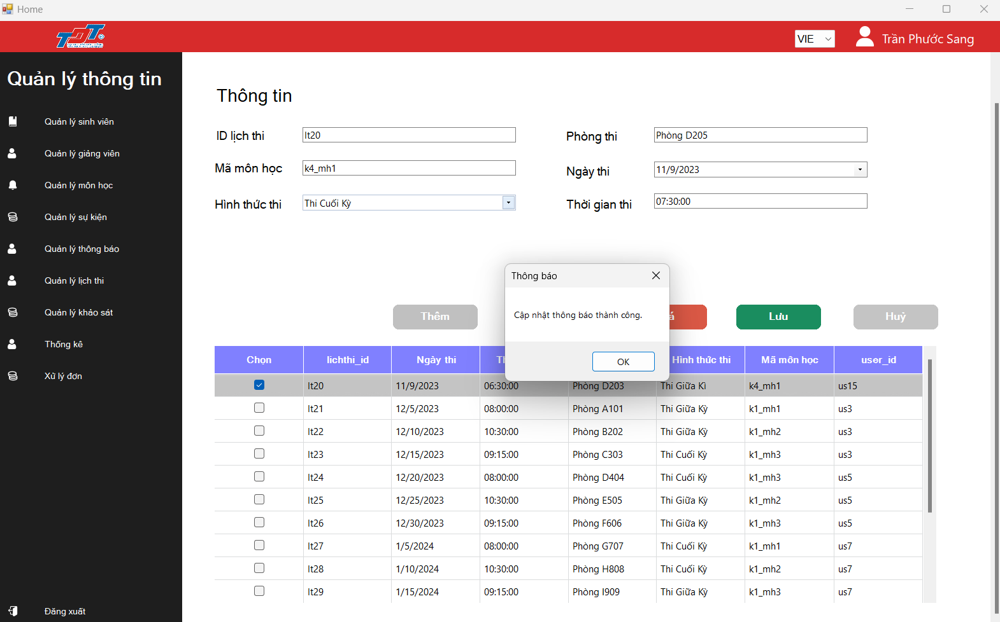 Home
VIE
Trần Phước Sang
Quản lý thông tin
Quản lý sinh viên
Quản lý giảng viên
Quản lý môn học
Quản lý sự kiện
Quản lý thông báo
Quản lý lịch thi
Quản lý khảo sát
Thống kê
Xử lý đơn
Đăng xuất
Thông tin
ID lịch thi lt20 Phòng thi Phòng D205
Mã môn học k4_mh1 Ngày thi 11/9/2023
Hình thức thi Thi Cuối Kỳ Thời gian thi 07:30:00
Thông báo
Cập nhật thông báo thành công.
OK
Thêm Lưu Huỷ
Chọn lichthi_id Ngày thi Hình thức thi Mã môn học user_id
lt20 11/9/2023 06:30:00 Phòng D203 Thi Giữa Kì k4_mh1 us15
lt21 12/5/2023 08:00:00 Phòng A101 Thi Giữa Kỳ k1_mh1 us3
lt22 12/10/2023 10:30:00 Phòng B202 Thi Giữa Kỳ k1_mh2 us3
lt23 12/15/2023 09:15:00 Phòng C303 Thi Cuối Kỳ k1_mh3 us3
lt24 12/20/2023 08:00:00 Phòng D404 Thi Cuối Kỳ k1_mh3 us5
lt25 12/25/2023 10:30:00 Phòng E505 Thi Giữa Kỳ k1_mh2 us5
lt26 12/30/2023 09:15:00 Phòng F606 Thi Giữa Kỳ k1_mh3 us5
lt27 1/5/2024 08:00:00 Phòng G707 Thi Cuối Kỳ k1_mh1 us7
lt28 1/10/2024 10:30:00 Phòng H808 Thi Cuối Kỳ k1_mh2 us7
lt29 1/15/2024 09:15:00 Phòng I909 Thi Giữa Kỳ k1_mh3 us7